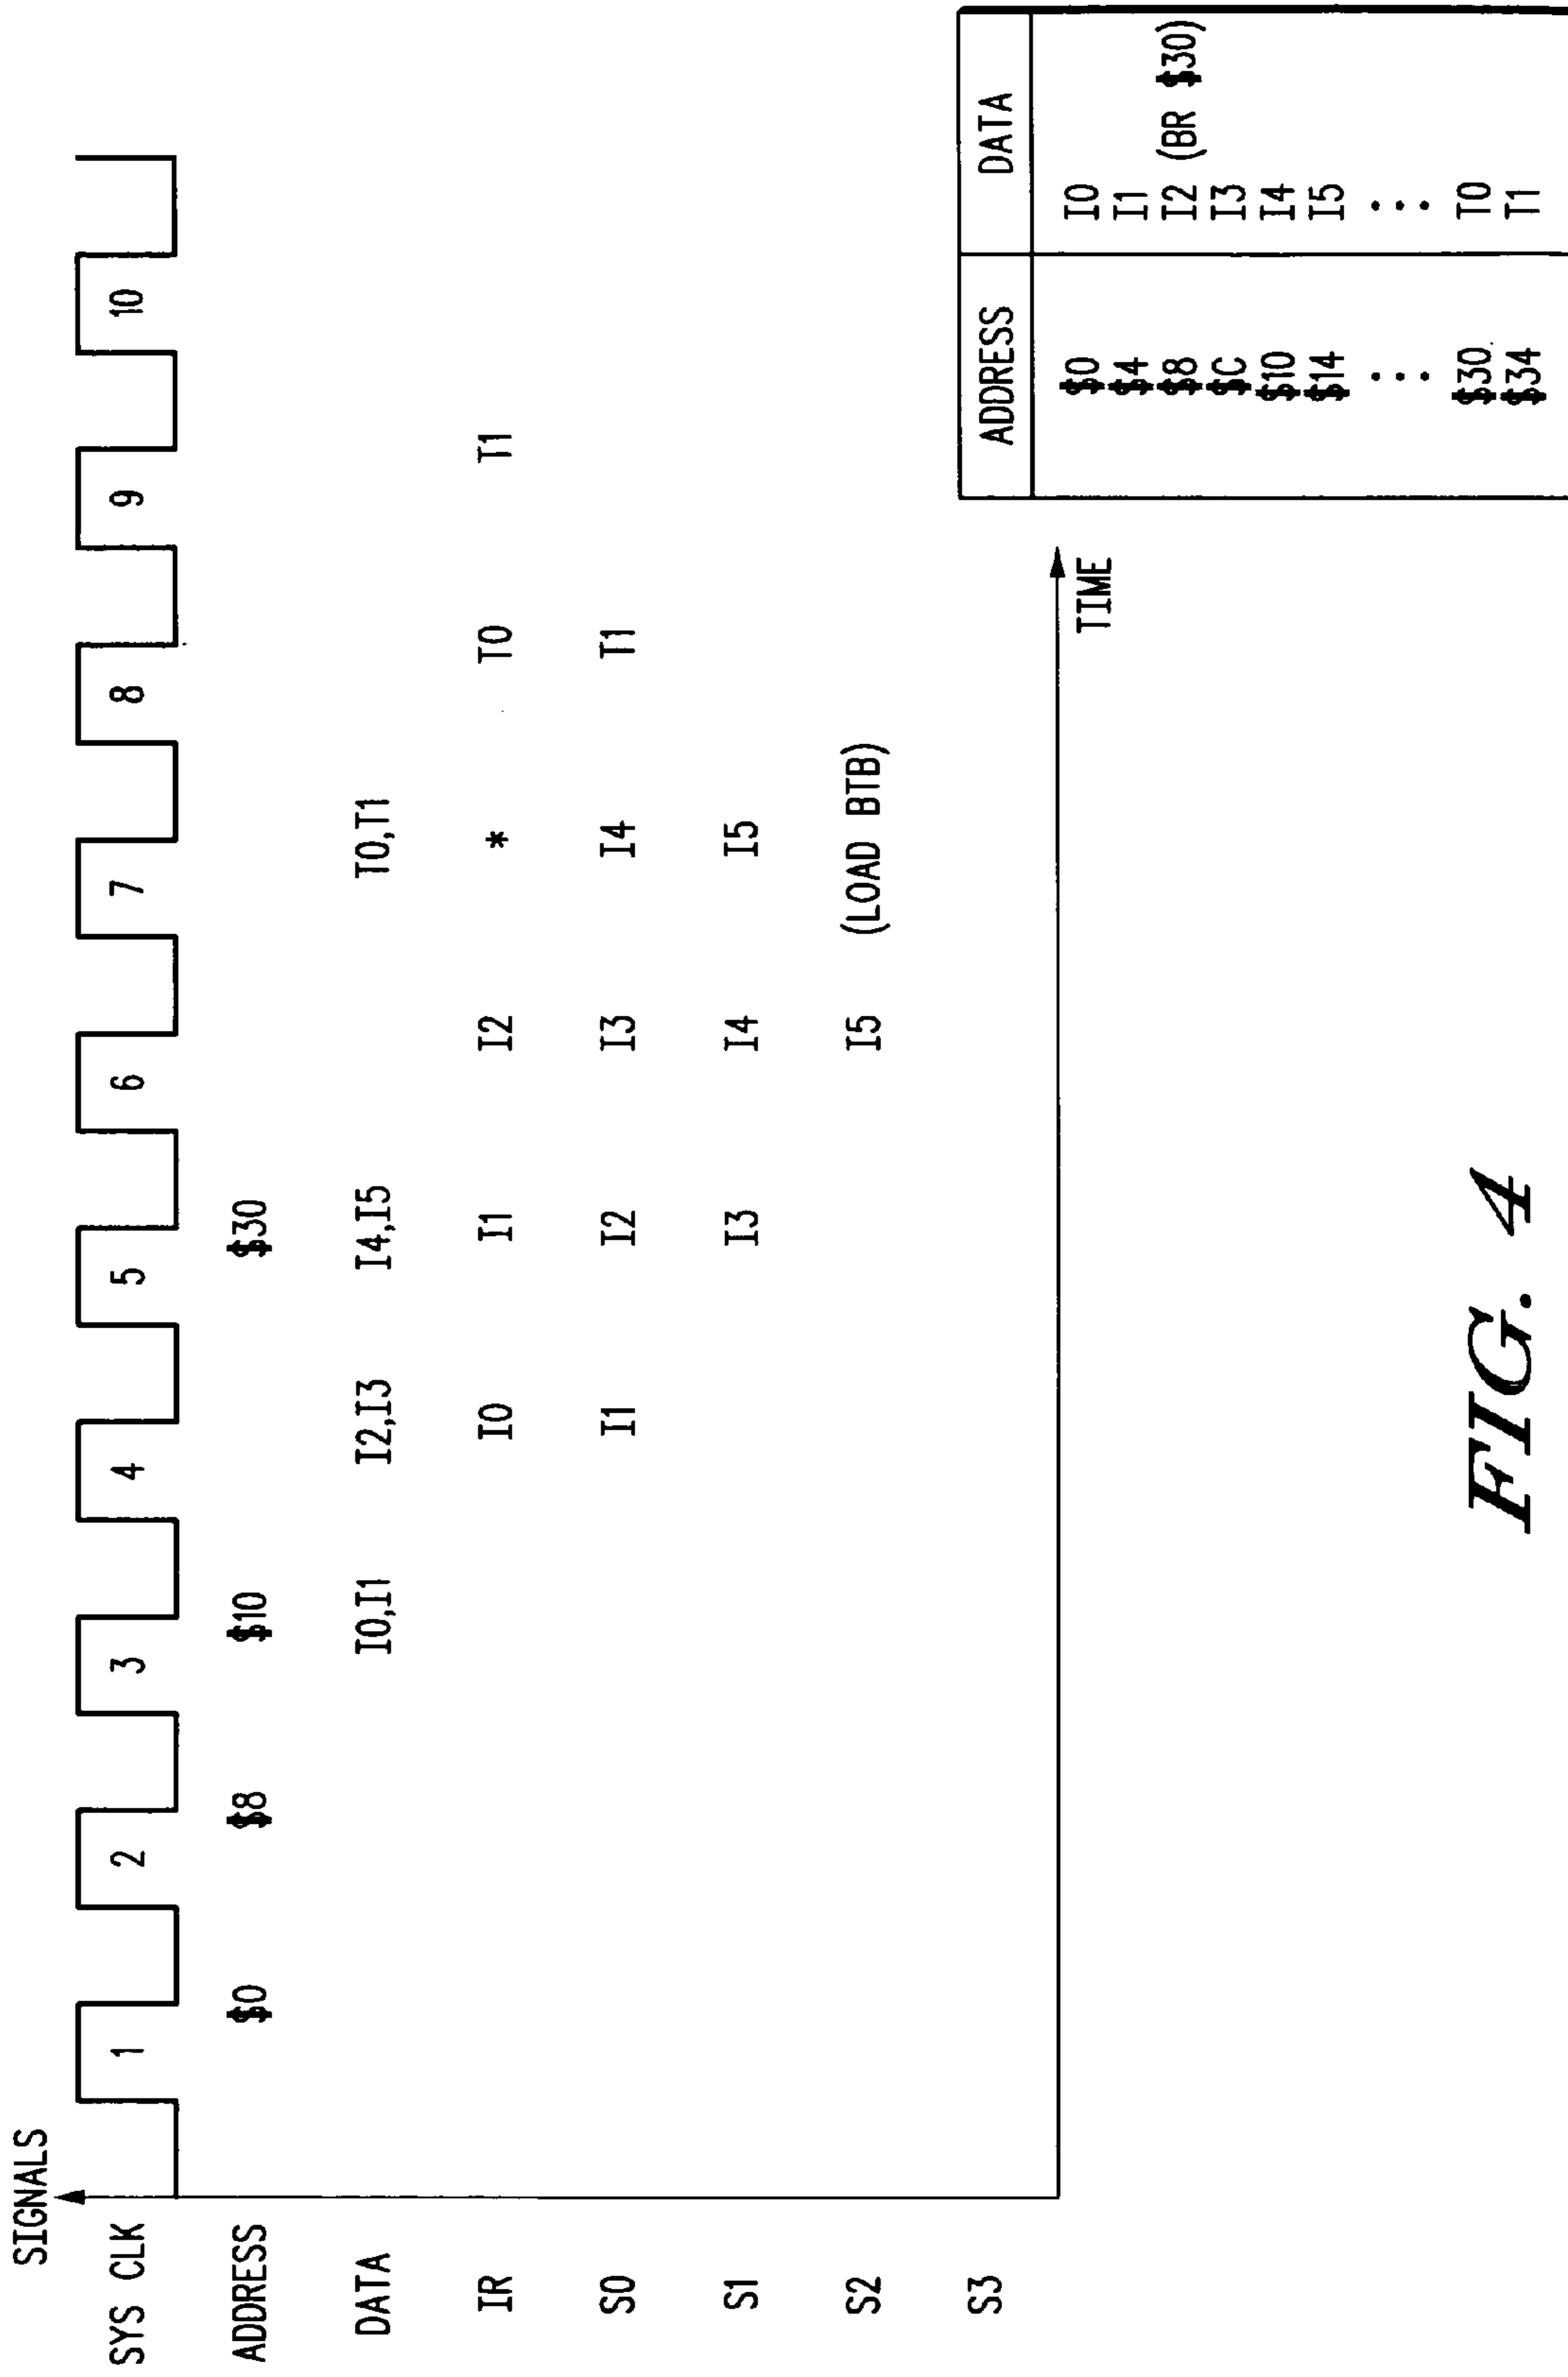 SIGNALS
SYS CLK 1 2 3 4 5 6 7 8 9 10
ADDRESS $0 $8 $10 $30
DATA I0,I1 I2,I3 I4,I5 T0,T1
IR I0 I1 I2 * T0 T1
S0 I1 I2 I3 I4 T1
S1 I3 I4 I5
S2 I5 (LOAD BTB)
S3
TIME
ADDRESS DATA
$0 I0
$4 I1
$8 I2 (BR $30)
$C I3
$10 I4
$14 I5
... ...
$30 T0
$34 T1
FIG. 4